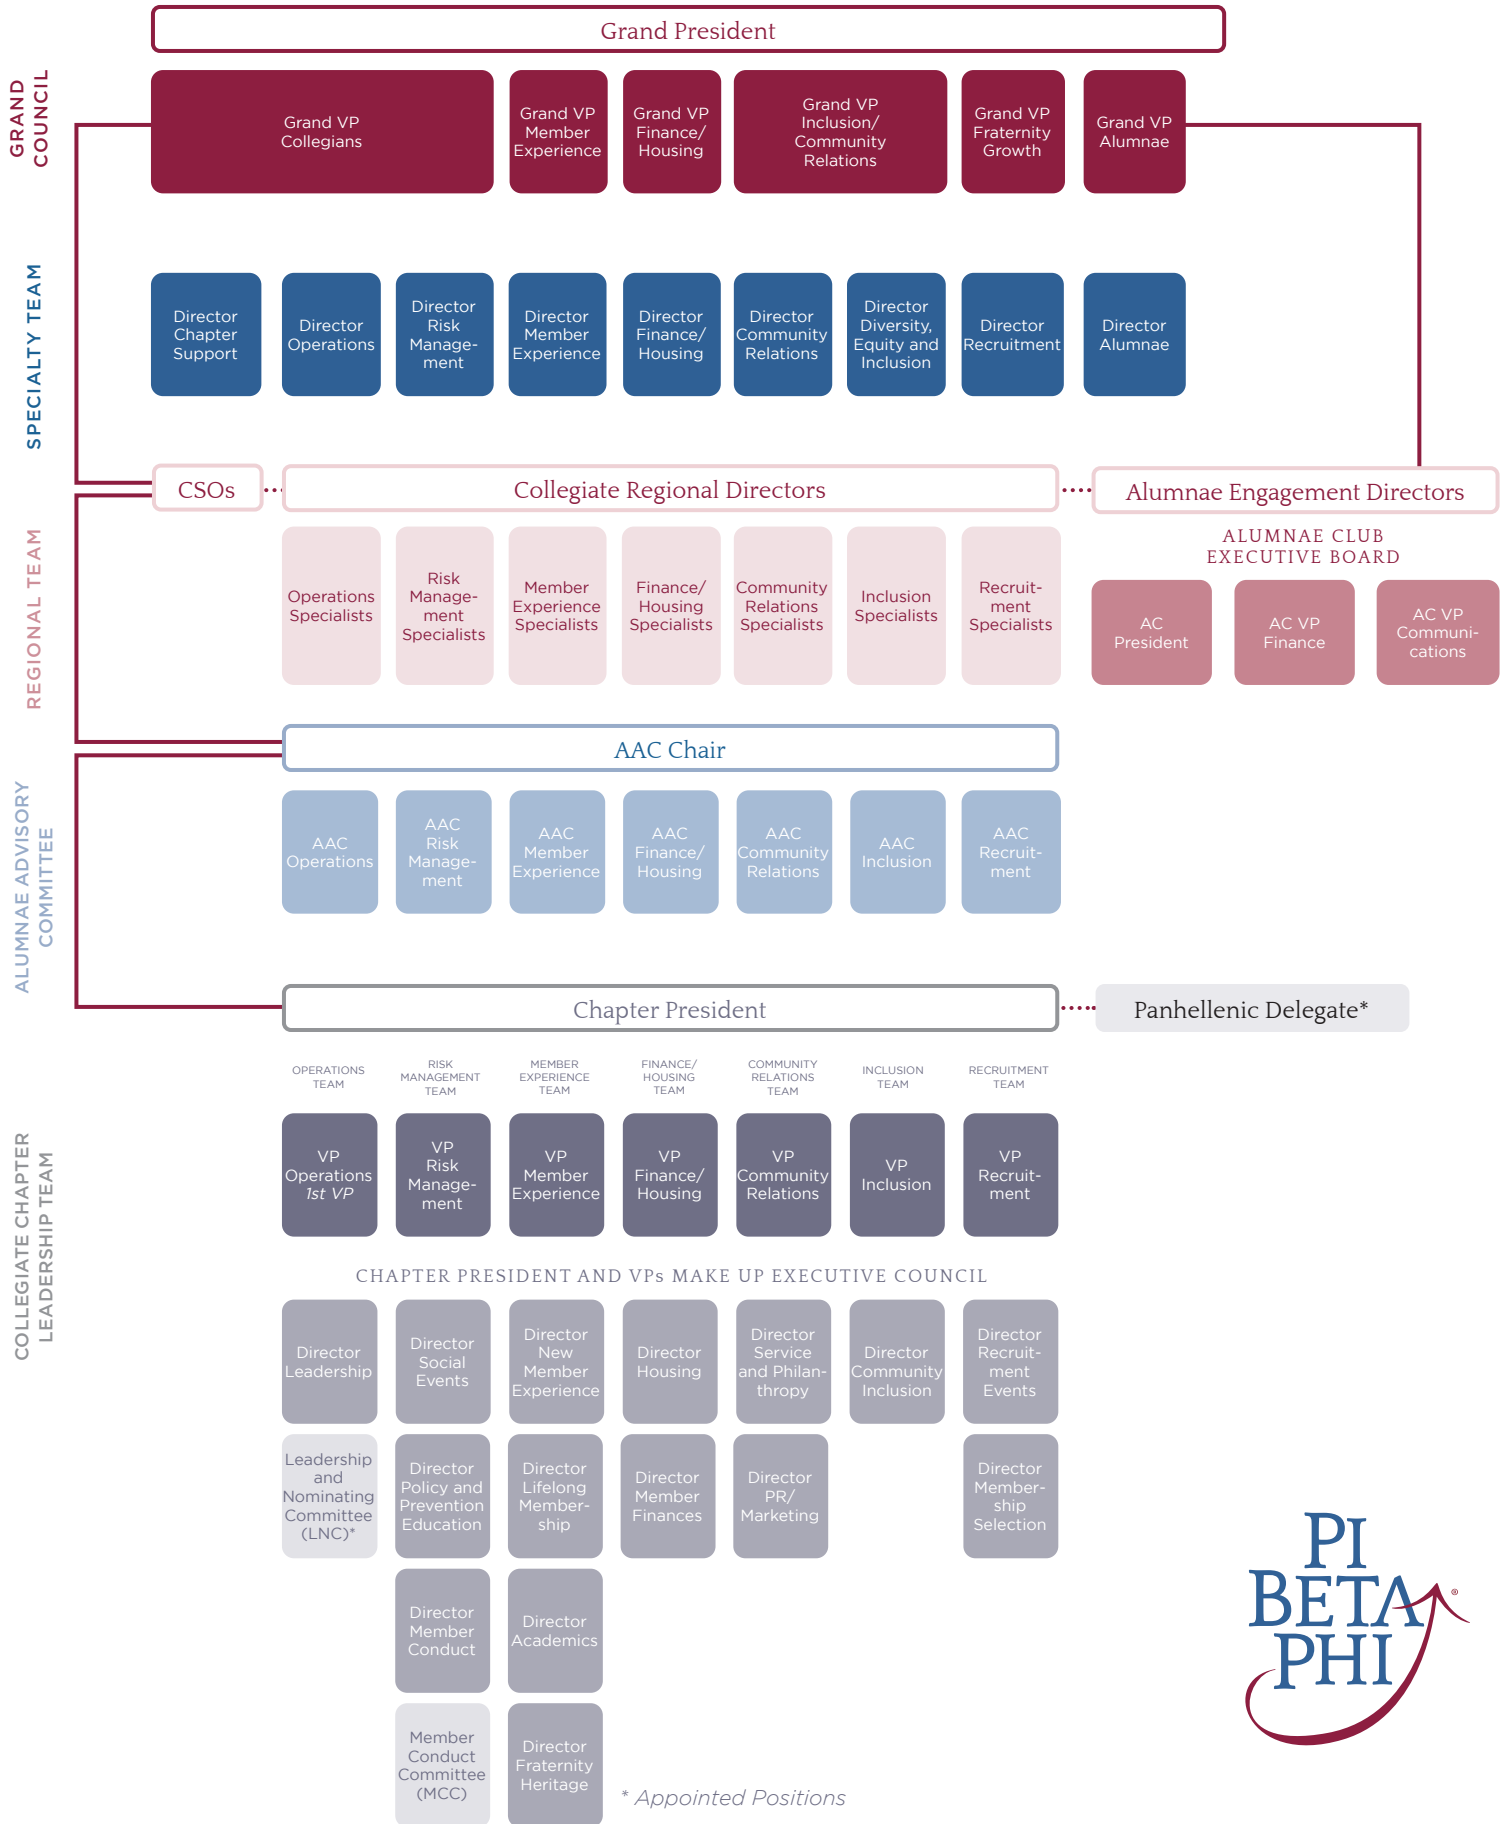 Grand President
GRAND
COUNCIL
Grand VP
Collegians
Grand VP
Member
Experience
Grand VP
Finance/
Housing
Grand VP
Inclusion/
Community
Relations
Grand VP
Fraternity
Growth
Grand VP
Alumnae
SPECIALTY TEAM
Director
Chapter
Support
Director
Operations
Director
Risk
Manage-
ment
Director
Member
Experience
Director
Finance/
Housing
Director
Community
Relations
Director
Diversity,
Equity and
Inclusion
Director
Recruitment
Director
Alumnae
REGIONAL TEAM
CSOs
Collegiate Regional Directors
Alumnae Engagement Directors
Operations
Specialists
Risk
Manage-
ment
Specialists
Member
Experience
Specialists
Finance/
Housing
Specialists
Community
Relations
Specialists
Inclusion
Specialists
Recruit-
ment
Specialists
ALUMNAE CLUB
EXECUTIVE BOARD
AC
President
AC VP
Finance
AC VP
Communi-
cations
ALUMNAE ADVISORY
COMMITTEE
AAC Chair
AAC
Operations
AAC
Risk
Manage-
ment
AAC
Member
Experience
AAC
Finance/
Housing
AAC
Community
Relations
AAC
Inclusion
AAC
Recruit-
ment
COLLEGIATE CHAPTER
LEADERSHIP TEAM
Chapter President
Panhellenic Delegate*
OPERATIONS
TEAM
RISK
MANAGEMENT
TEAM
MEMBER
EXPERIENCE
TEAM
FINANCE/
HOUSING
TEAM
COMMUNITY
RELATIONS
TEAM
INCLUSION
TEAM
RECRUITMENT
TEAM
VP
Operations
1st VP
VP
Risk
Manage-
ment
VP
Member
Experience
VP
Finance/
Housing
VP
Community
Relations
VP
Inclusion
VP
Recruit-
ment
CHAPTER PRESIDENT AND VPs MAKE UP EXECUTIVE COUNCIL
Director
Leadership
Director
Social
Events
Director
New
Member
Experience
Director
Housing
Director
Service
and Philan-
thropy
Director
Community
Inclusion
Director
Recruit-
ment
Events
Leadership
and
Nominating
Committee
(LNC)*
Director
Policy and
Prevention
Education
Director
Lifelong
Member-
ship
Director
Member
Finances
Director
PR/
Marketing
Director
Member-
ship
Selection
Director
Member
Conduct
Director
Academics
Member
Conduct
Committee
(MCC)
Director
Fraternity
Heritage
* Appointed Positions
PI
BETA
PHI
®